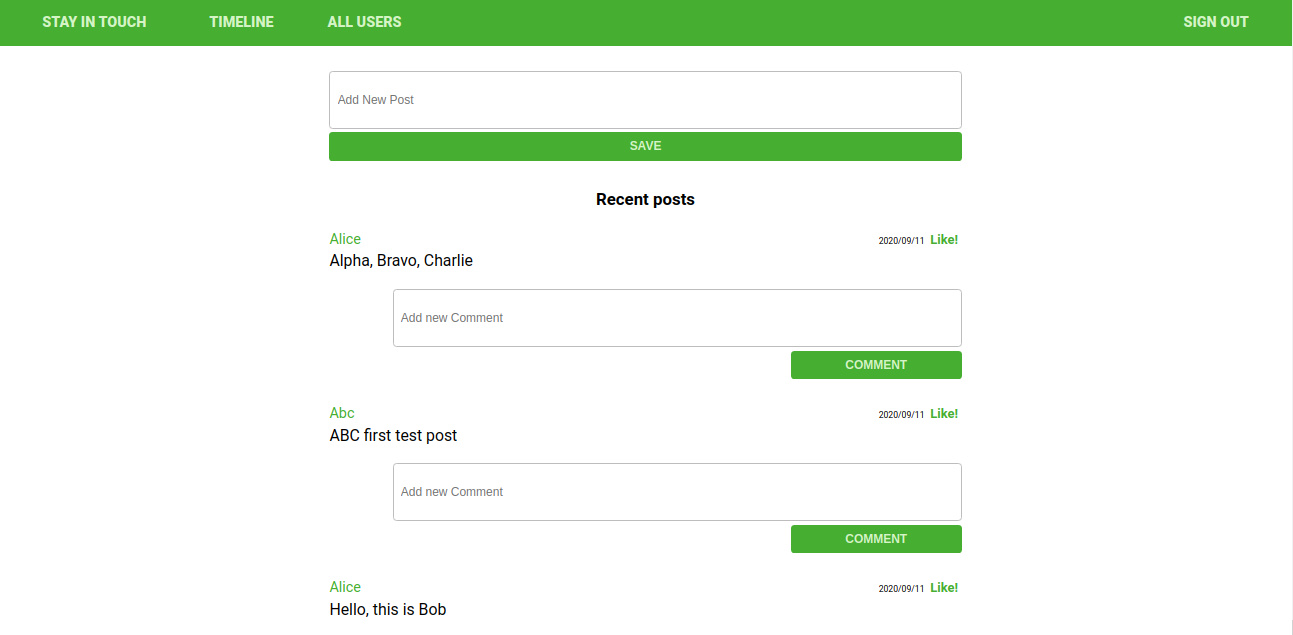 STAY IN TOUCH TIMELINE ALL USERS SIGN OUT
Add New Post
SAVE
Recent posts
Alice 2020/09/11 Like!
Alpha, Bravo, Charlie
Add new Comment
COMMENT
Abc 2020/09/11 Like!
ABC first test post
Add new Comment
COMMENT
Alice 2020/09/11 Like!
Hello, this is Bob